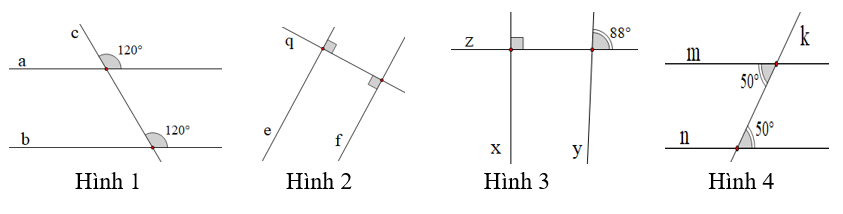 c
120°
a
120°
b
Hình 1
q
e
f
Hình 2
z
88°
x
y
Hình 3
k
m
50°
50°
n
Hình 4